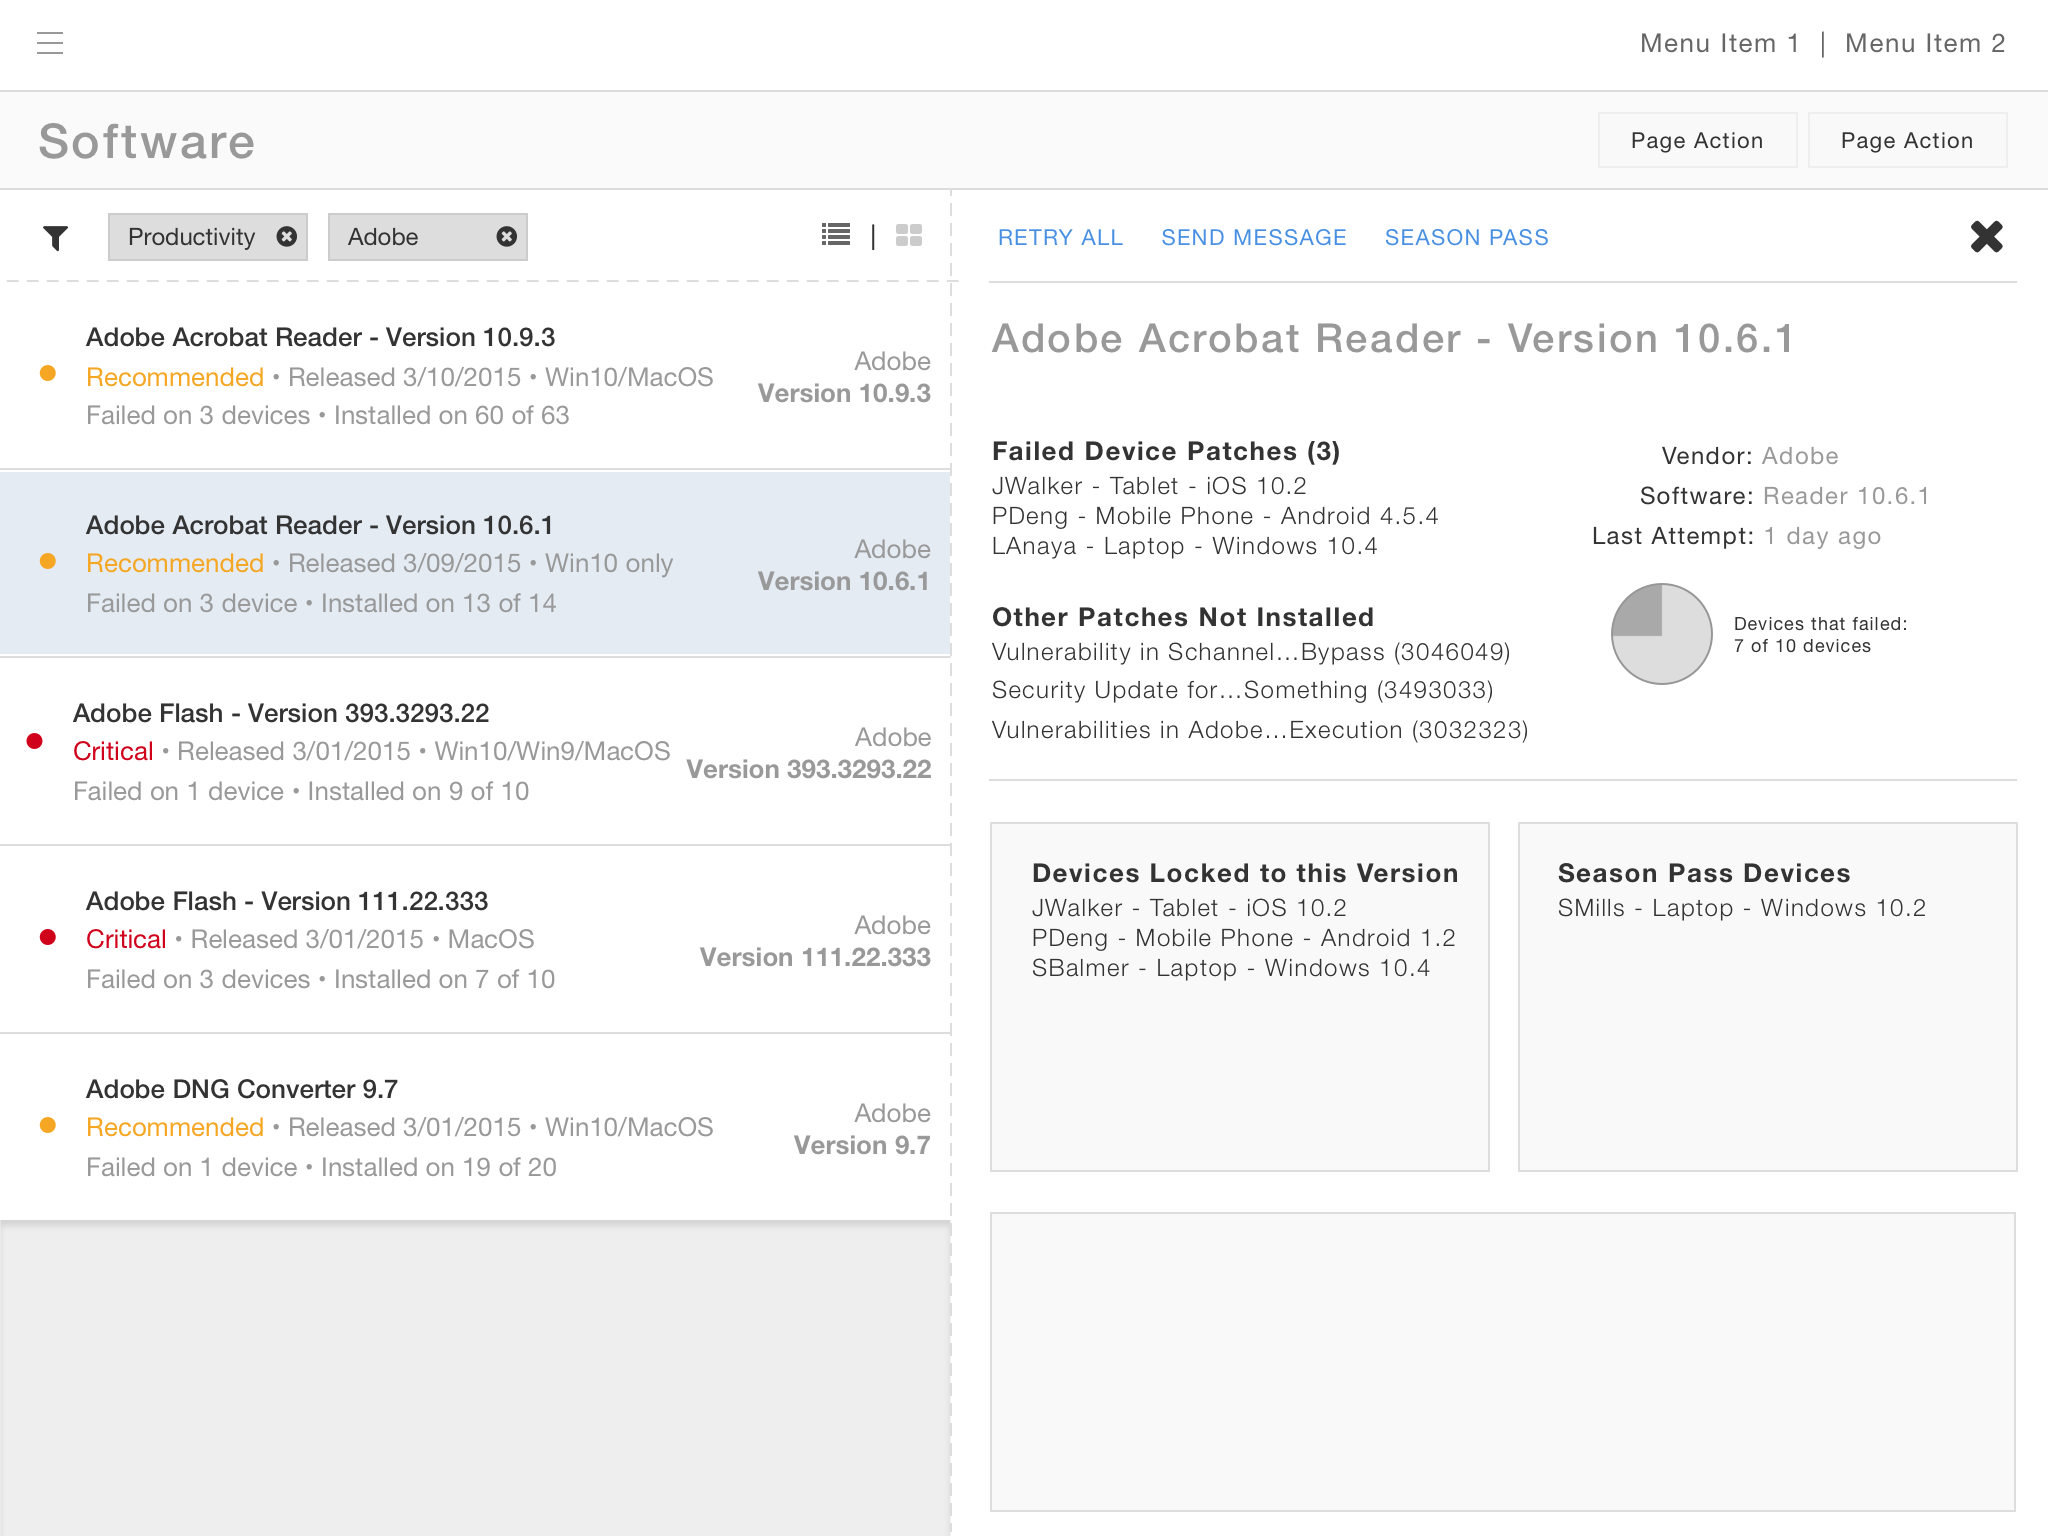 Menu Item 1 | Menu Item 2
Software
Page Action
Page Action
Productivity
Adobe
|
RETRY ALL
SEND MESSAGE
SEASON PASS
Adobe Acrobat Reader - Version 10.9.3
Recommended • Released 3/10/2015 • Win10/MacOS
Failed on 3 devices • Installed on 60 of 63
Adobe
Version 10.9.3
Adobe Acrobat Reader - Version 10.6.1
Recommended • Released 3/09/2015 • Win10 only
Failed on 3 device • Installed on 13 of 14
Adobe
Version 10.6.1
Adobe Flash - Version 393.3293.22
Critical • Released 3/01/2015 • Win10/Win9/MacOS
Failed on 1 device • Installed on 9 of 10
Adobe
Version 393.3293.22
Adobe Flash - Version 111.22.333
Critical • Released 3/01/2015 • MacOS
Failed on 3 devices • Installed on 7 of 10
Adobe
Version 111.22.333
Adobe DNG Converter 9.7
Recommended • Released 3/01/2015 • Win10/MacOS
Failed on 1 device • Installed on 19 of 20
Adobe
Version 9.7
Adobe Acrobat Reader - Version 10.6.1
Failed Device Patches (3)
JWalker - Tablet - iOS 10.2
PDeng - Mobile Phone - Android 4.5.4
LAnaya - Laptop - Windows 10.4
Other Patches Not Installed
Vulnerability in Schannel...Bypass (3046049)
Security Update for...Something (3493033)
Vulnerabilities in Adobe...Execution (3032323)
Vendor: Adobe
Software: Reader 10.6.1
Last Attempt: 1 day ago
Devices that failed:
7 of 10 devices
Devices Locked to this Version
JWalker - Tablet - iOS 10.2
PDeng - Mobile Phone - Android 1.2
SBalmer - Laptop - Windows 10.4
Season Pass Devices
SMills - Laptop - Windows 10.2